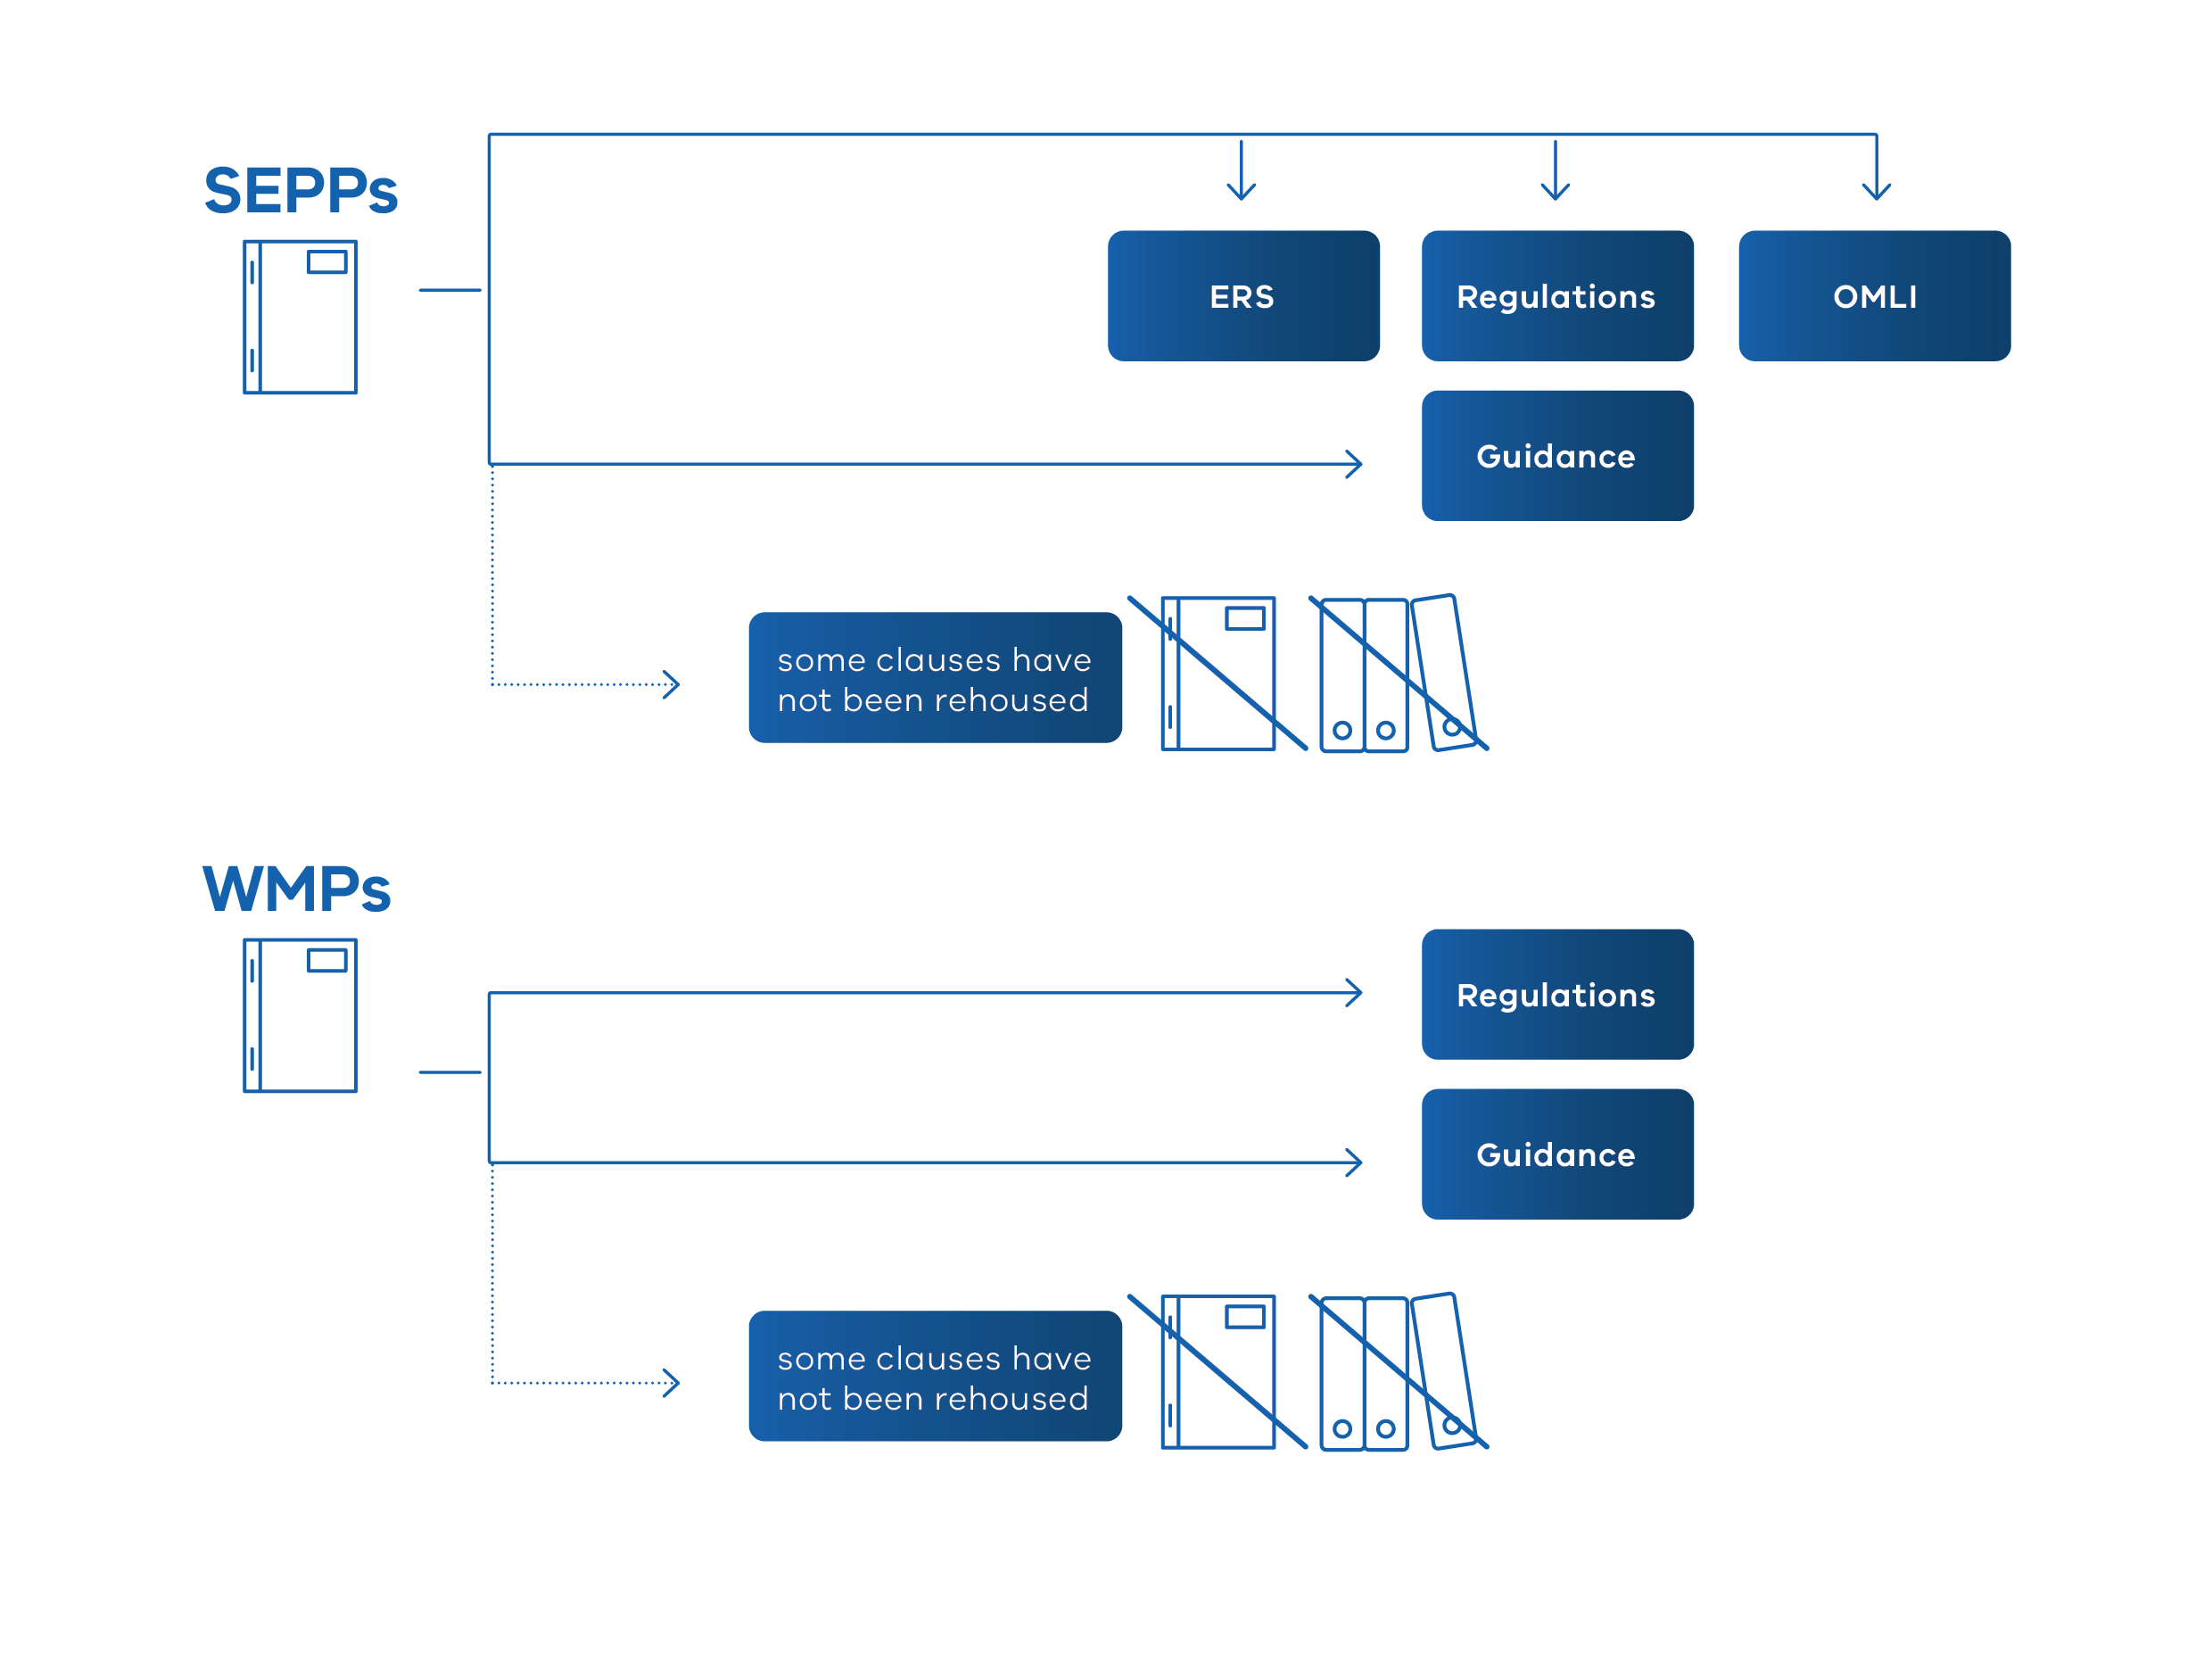 SEPPs
ERS
Regulations
OMLI
Guidance
some clauses have
not been rehoused
WMPs
Regulations
Guidance
some clauses have
not been rehoused